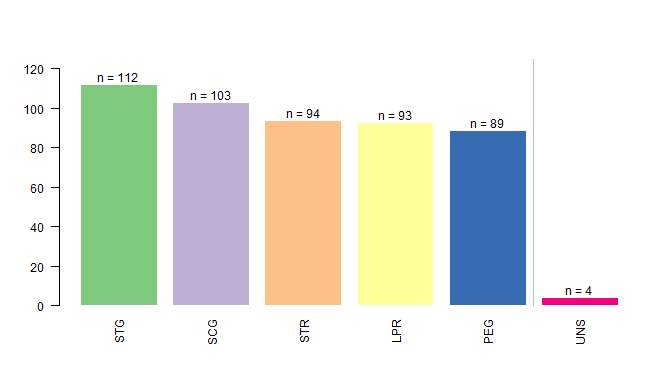 120
100
80
60
40
20
0
n = 112
n = 103
n = 94
n = 93
n = 89
n = 4
STG
SCG
STR
LPR
PEG
UNS